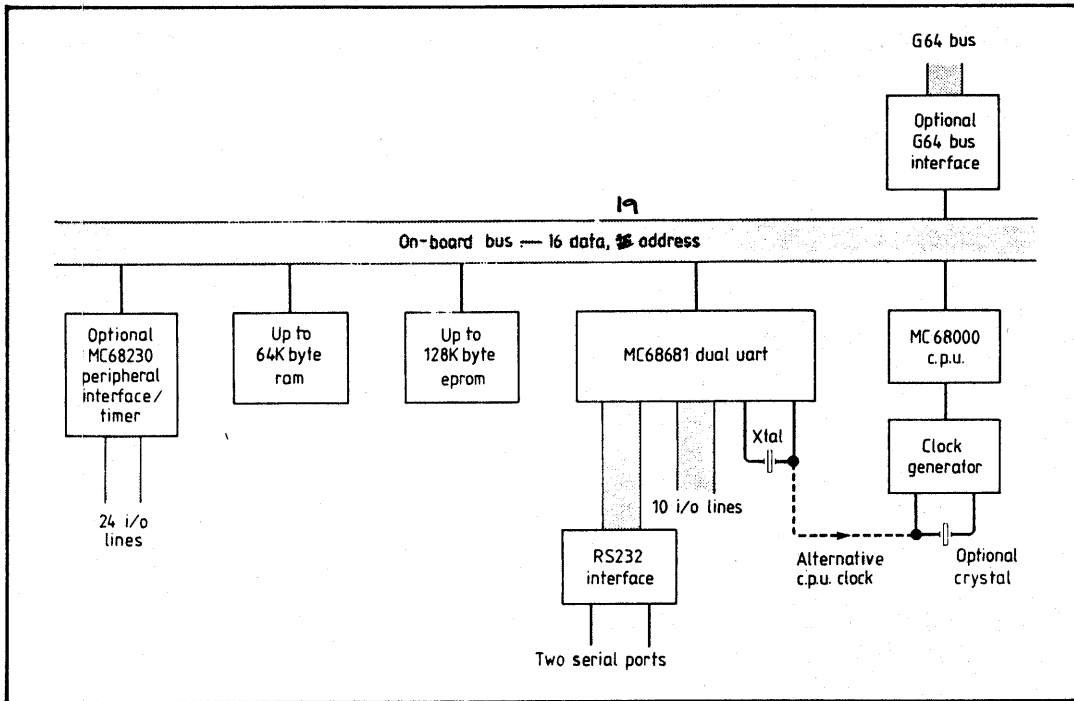 G64 bus
Optional
G64 bus
interface
19
On-board bus — 16 data, address
Optional
MC68230
peripheral
interface/
timer
24 i/o
lines
Up to
64K byte
ram
Up to
128K byte
eprom
MC68681 dual uart
Xtal
10 i/o lines
RS232
interface
Two serial ports
MC68000
c.p.u.
Clock
generator
Alternative
c.p.u. clock
Optional
crystal